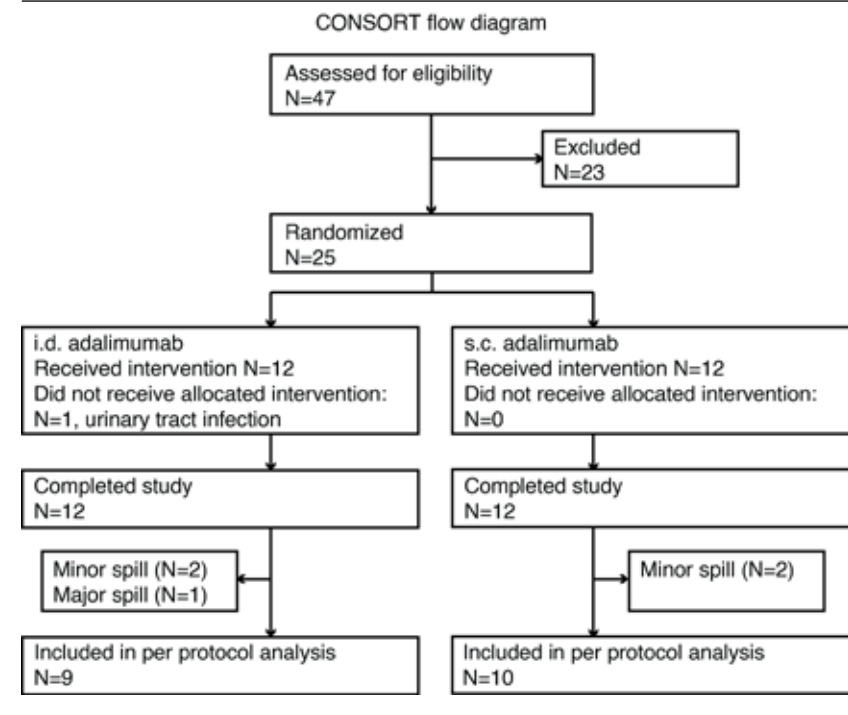 CONSORT flow diagram
Assessed for eligibility
N=47
Excluded
N=23
Randomized
N=25
i.d. adalimumab
Received intervention N=12
Did not receive allocated intervention:
N=1, urinary tract infection
s.c. adalimumab
Received intervention N=12
Did not receive allocated intervention:
N=0
Completed study
N=12
Completed study
N=12
Minor spill (N=2)
Major spill (N=1)
Minor spill (N=2)
Included in per protocol analysis
N=9
Included in per protocol analysis
N=10